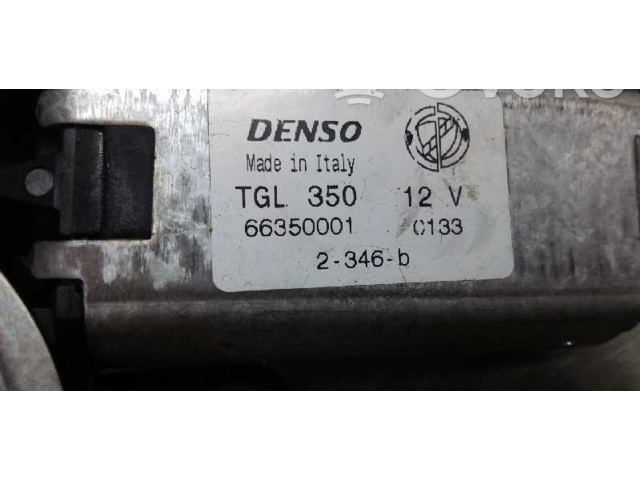 DENSO
Made in Italy
TGL 350 12 V
66350001 C133
2-346-b